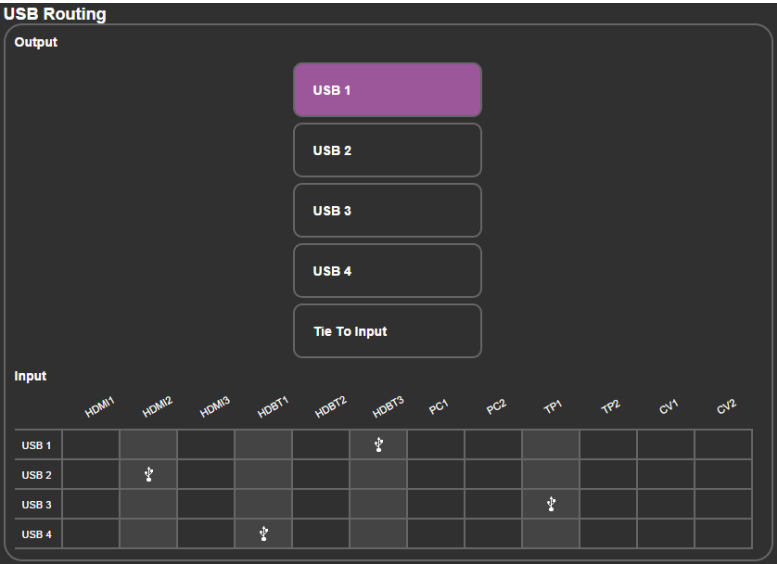 USB Routing
Output
USB 1
USB 2
USB 3
USB 4
Tie To Input
Input
HDMI1 HDMI2 HDMI3 HDBT1 HDBT2 HDBT3 PC1 PC2 TP1 TP2 CV1 CV2
USB 1
USB 2
USB 3
USB 4